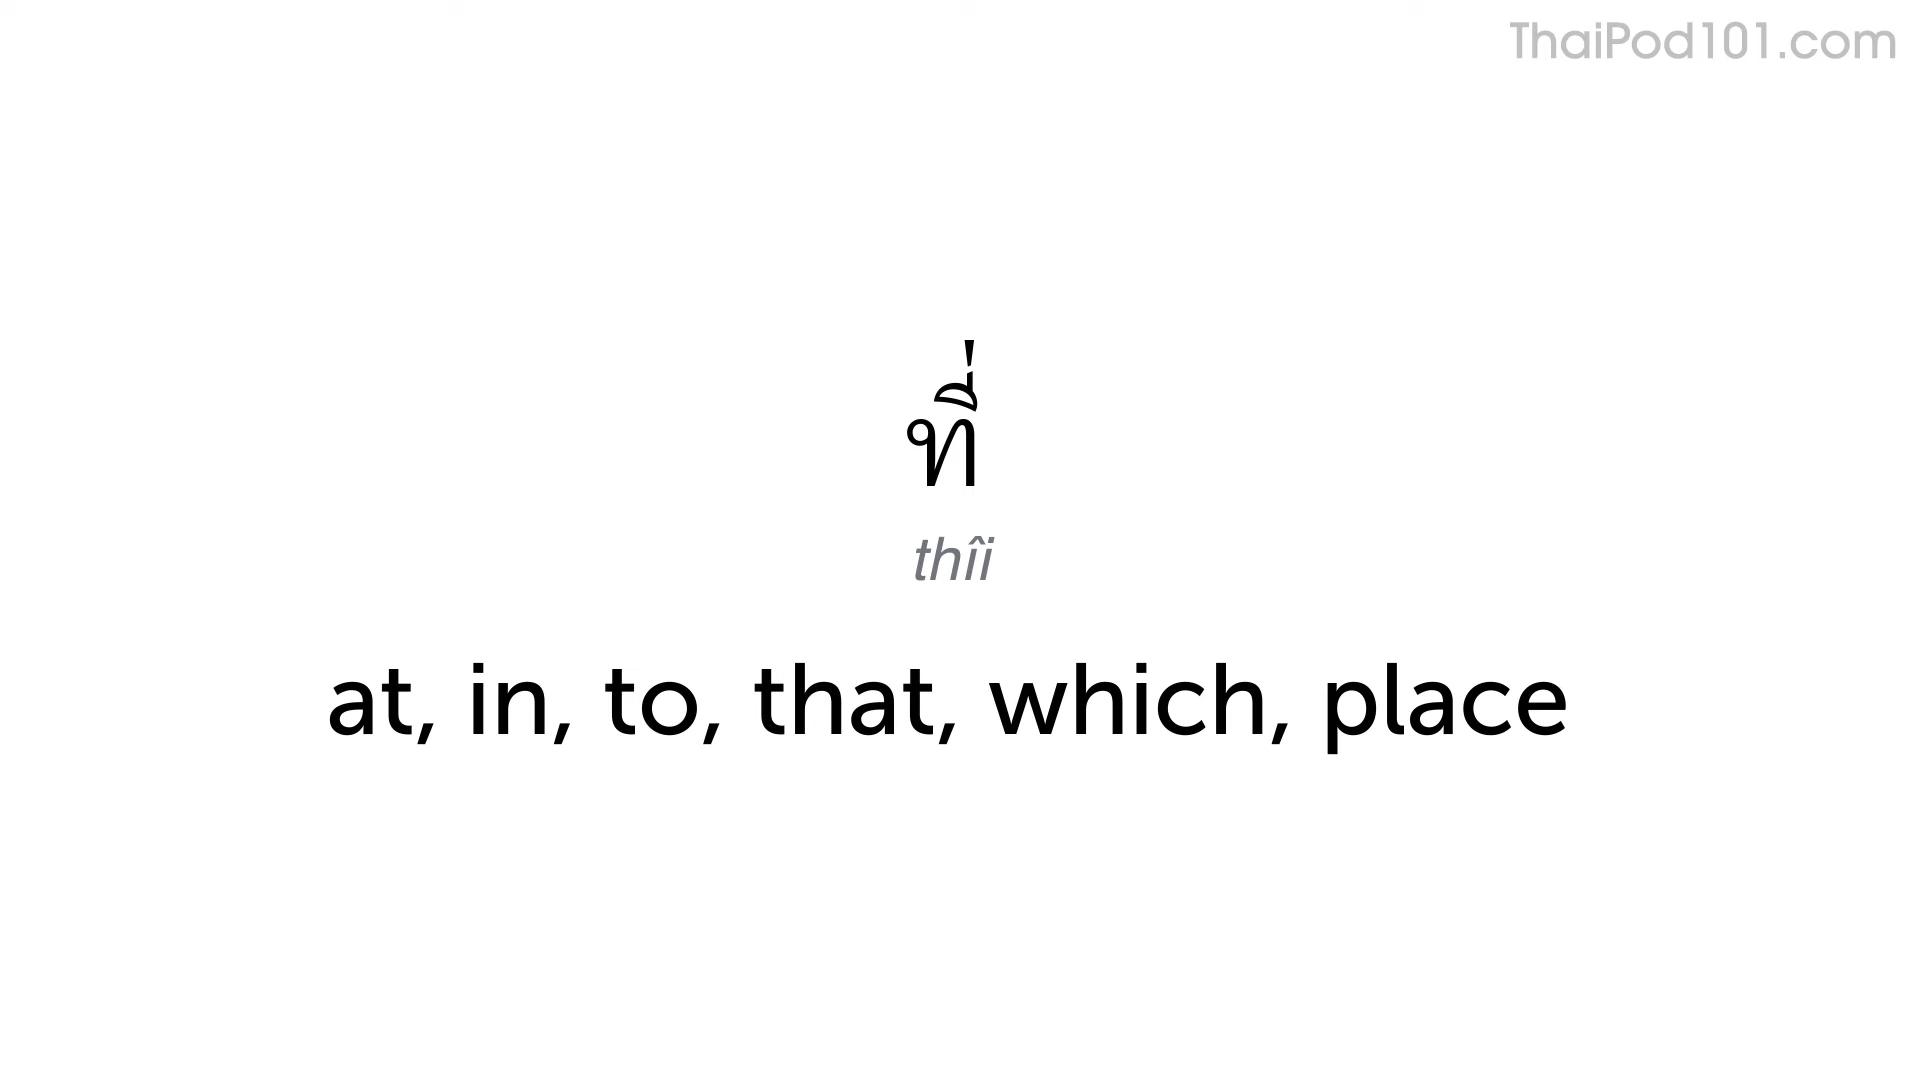 ThaiPod101.com
ที่
thîi
at, in, to, that, which, place